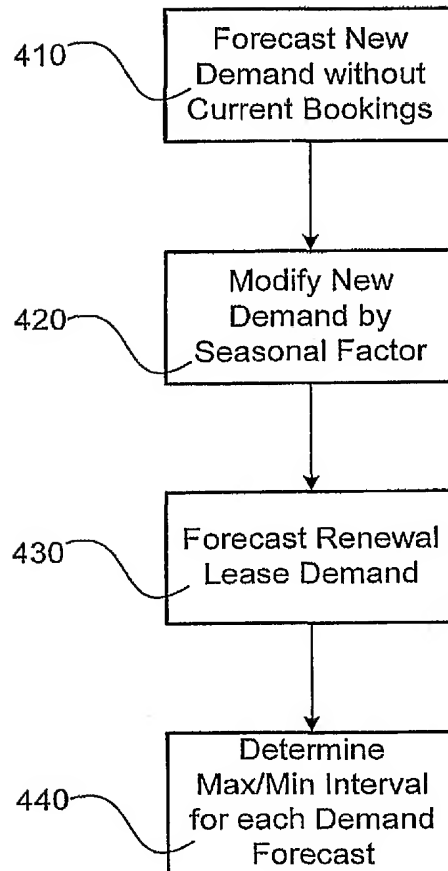 410
Forecast New
Demand without
Current Bookings
420
Modify New
Demand by
Seasonal Factor
430
Forecast Renewal
Lease Demand
440
Determine
Max/Min Interval
for each Demand
Forecast